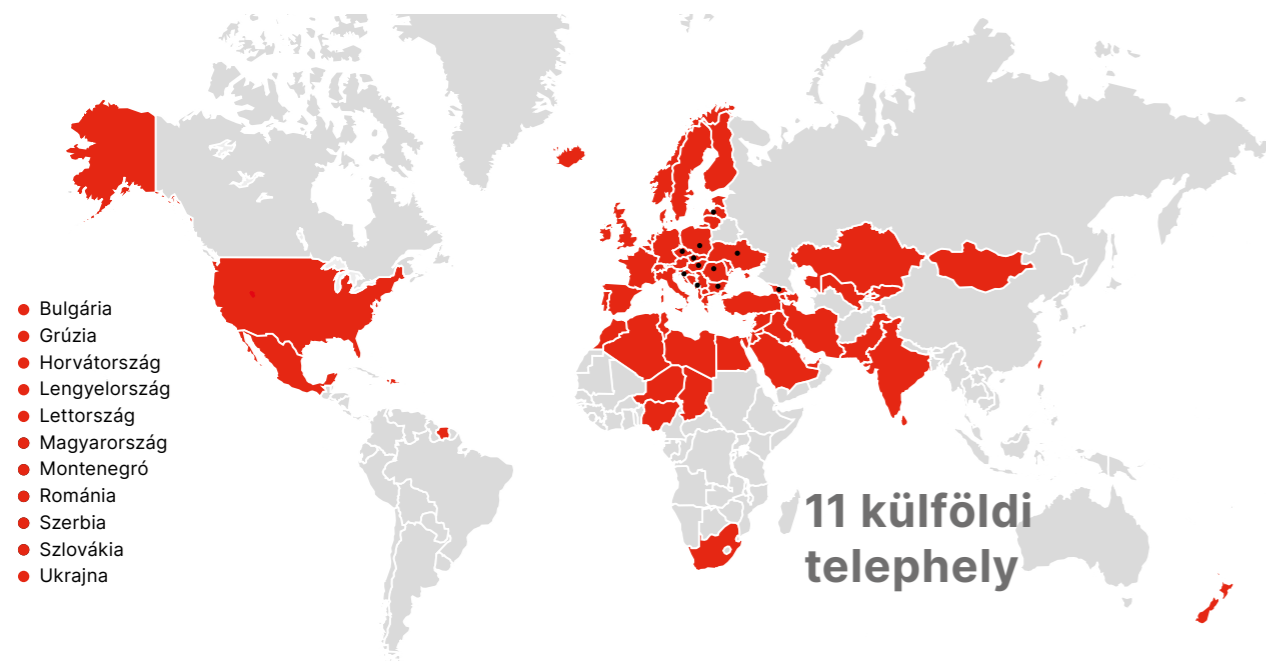 Bulgária
Grúzia
Horvátország
Lengyelország
Lettország
Magyarország
Montenegró
Románia
Szerbia
Szlovákia
Ukrajna
11 külföldi
telephely